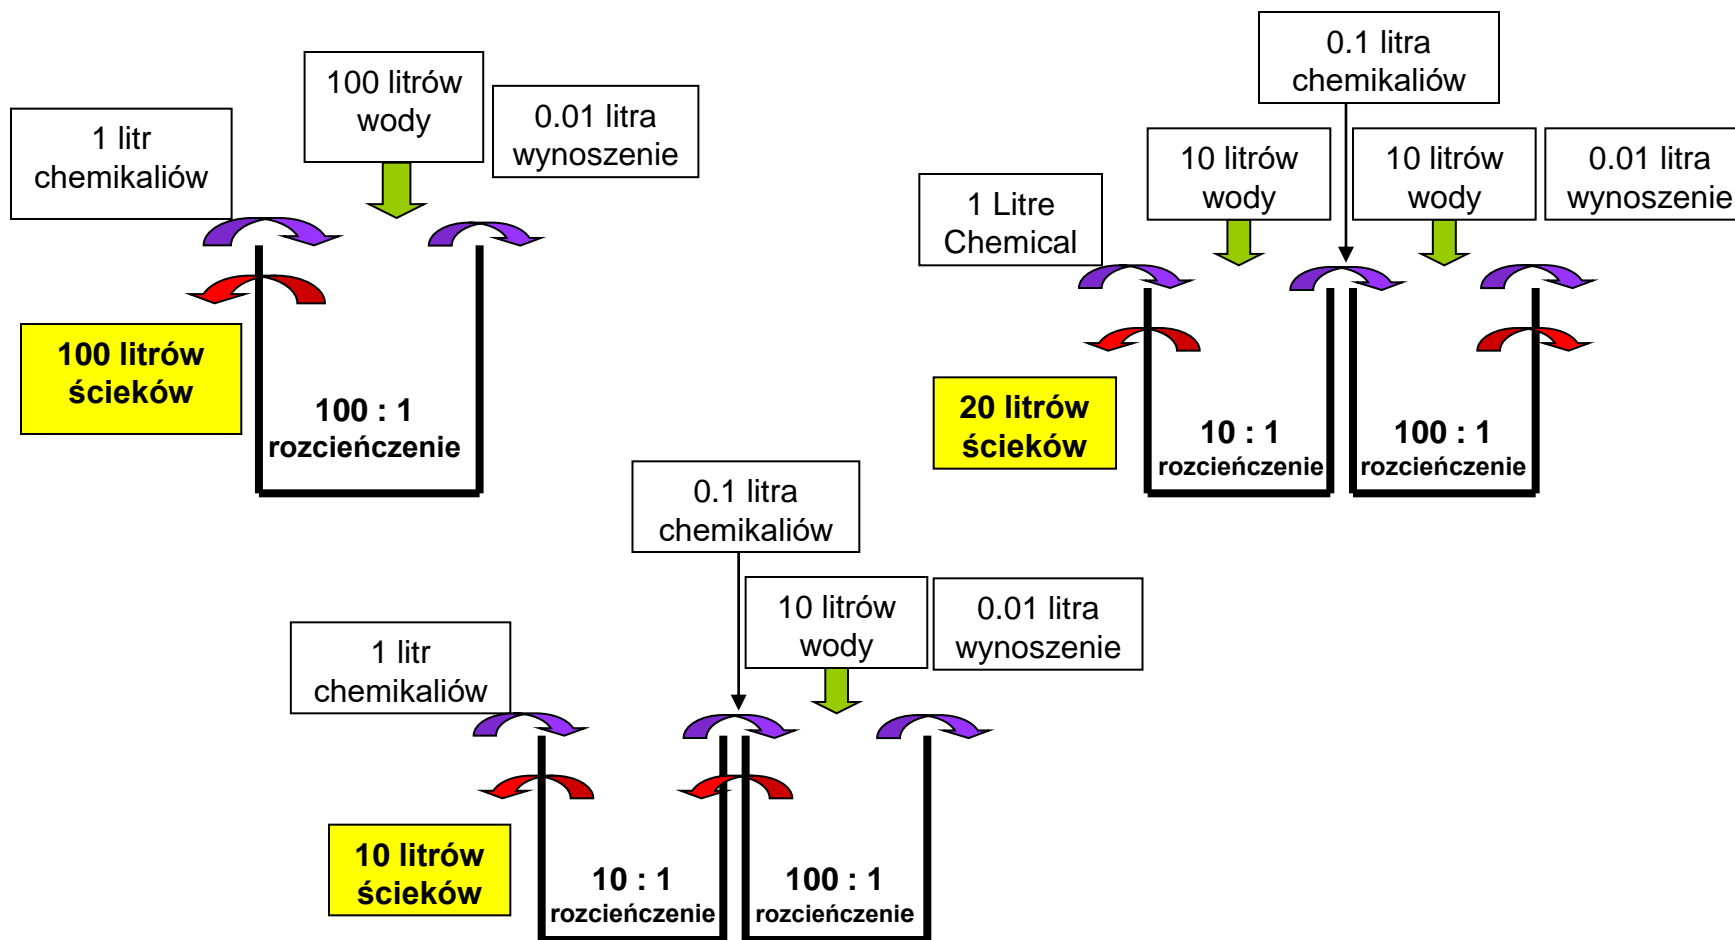 1 litr
chemikaliów
100 litrów
wody
0.01 litra
wynoszenie
100 litrów
ścieków
100 : 1
rozcieńczenie
0.1 litra
chemikaliów
1 Litre
Chemical
10 litrów
wody
10 litrów
wody
0.01 litra
wynoszenie
20 litrów
ścieków
10 : 1
rozcieńczenie
100 : 1
rozcieńczenie
0.1 litra
chemikaliów
1 litr
chemikaliów
10 litrów
wody
0.01 litra
wynoszenie
10 litrów
ścieków
10 : 1
rozcieńczenie
100 : 1
rozcieńczenie